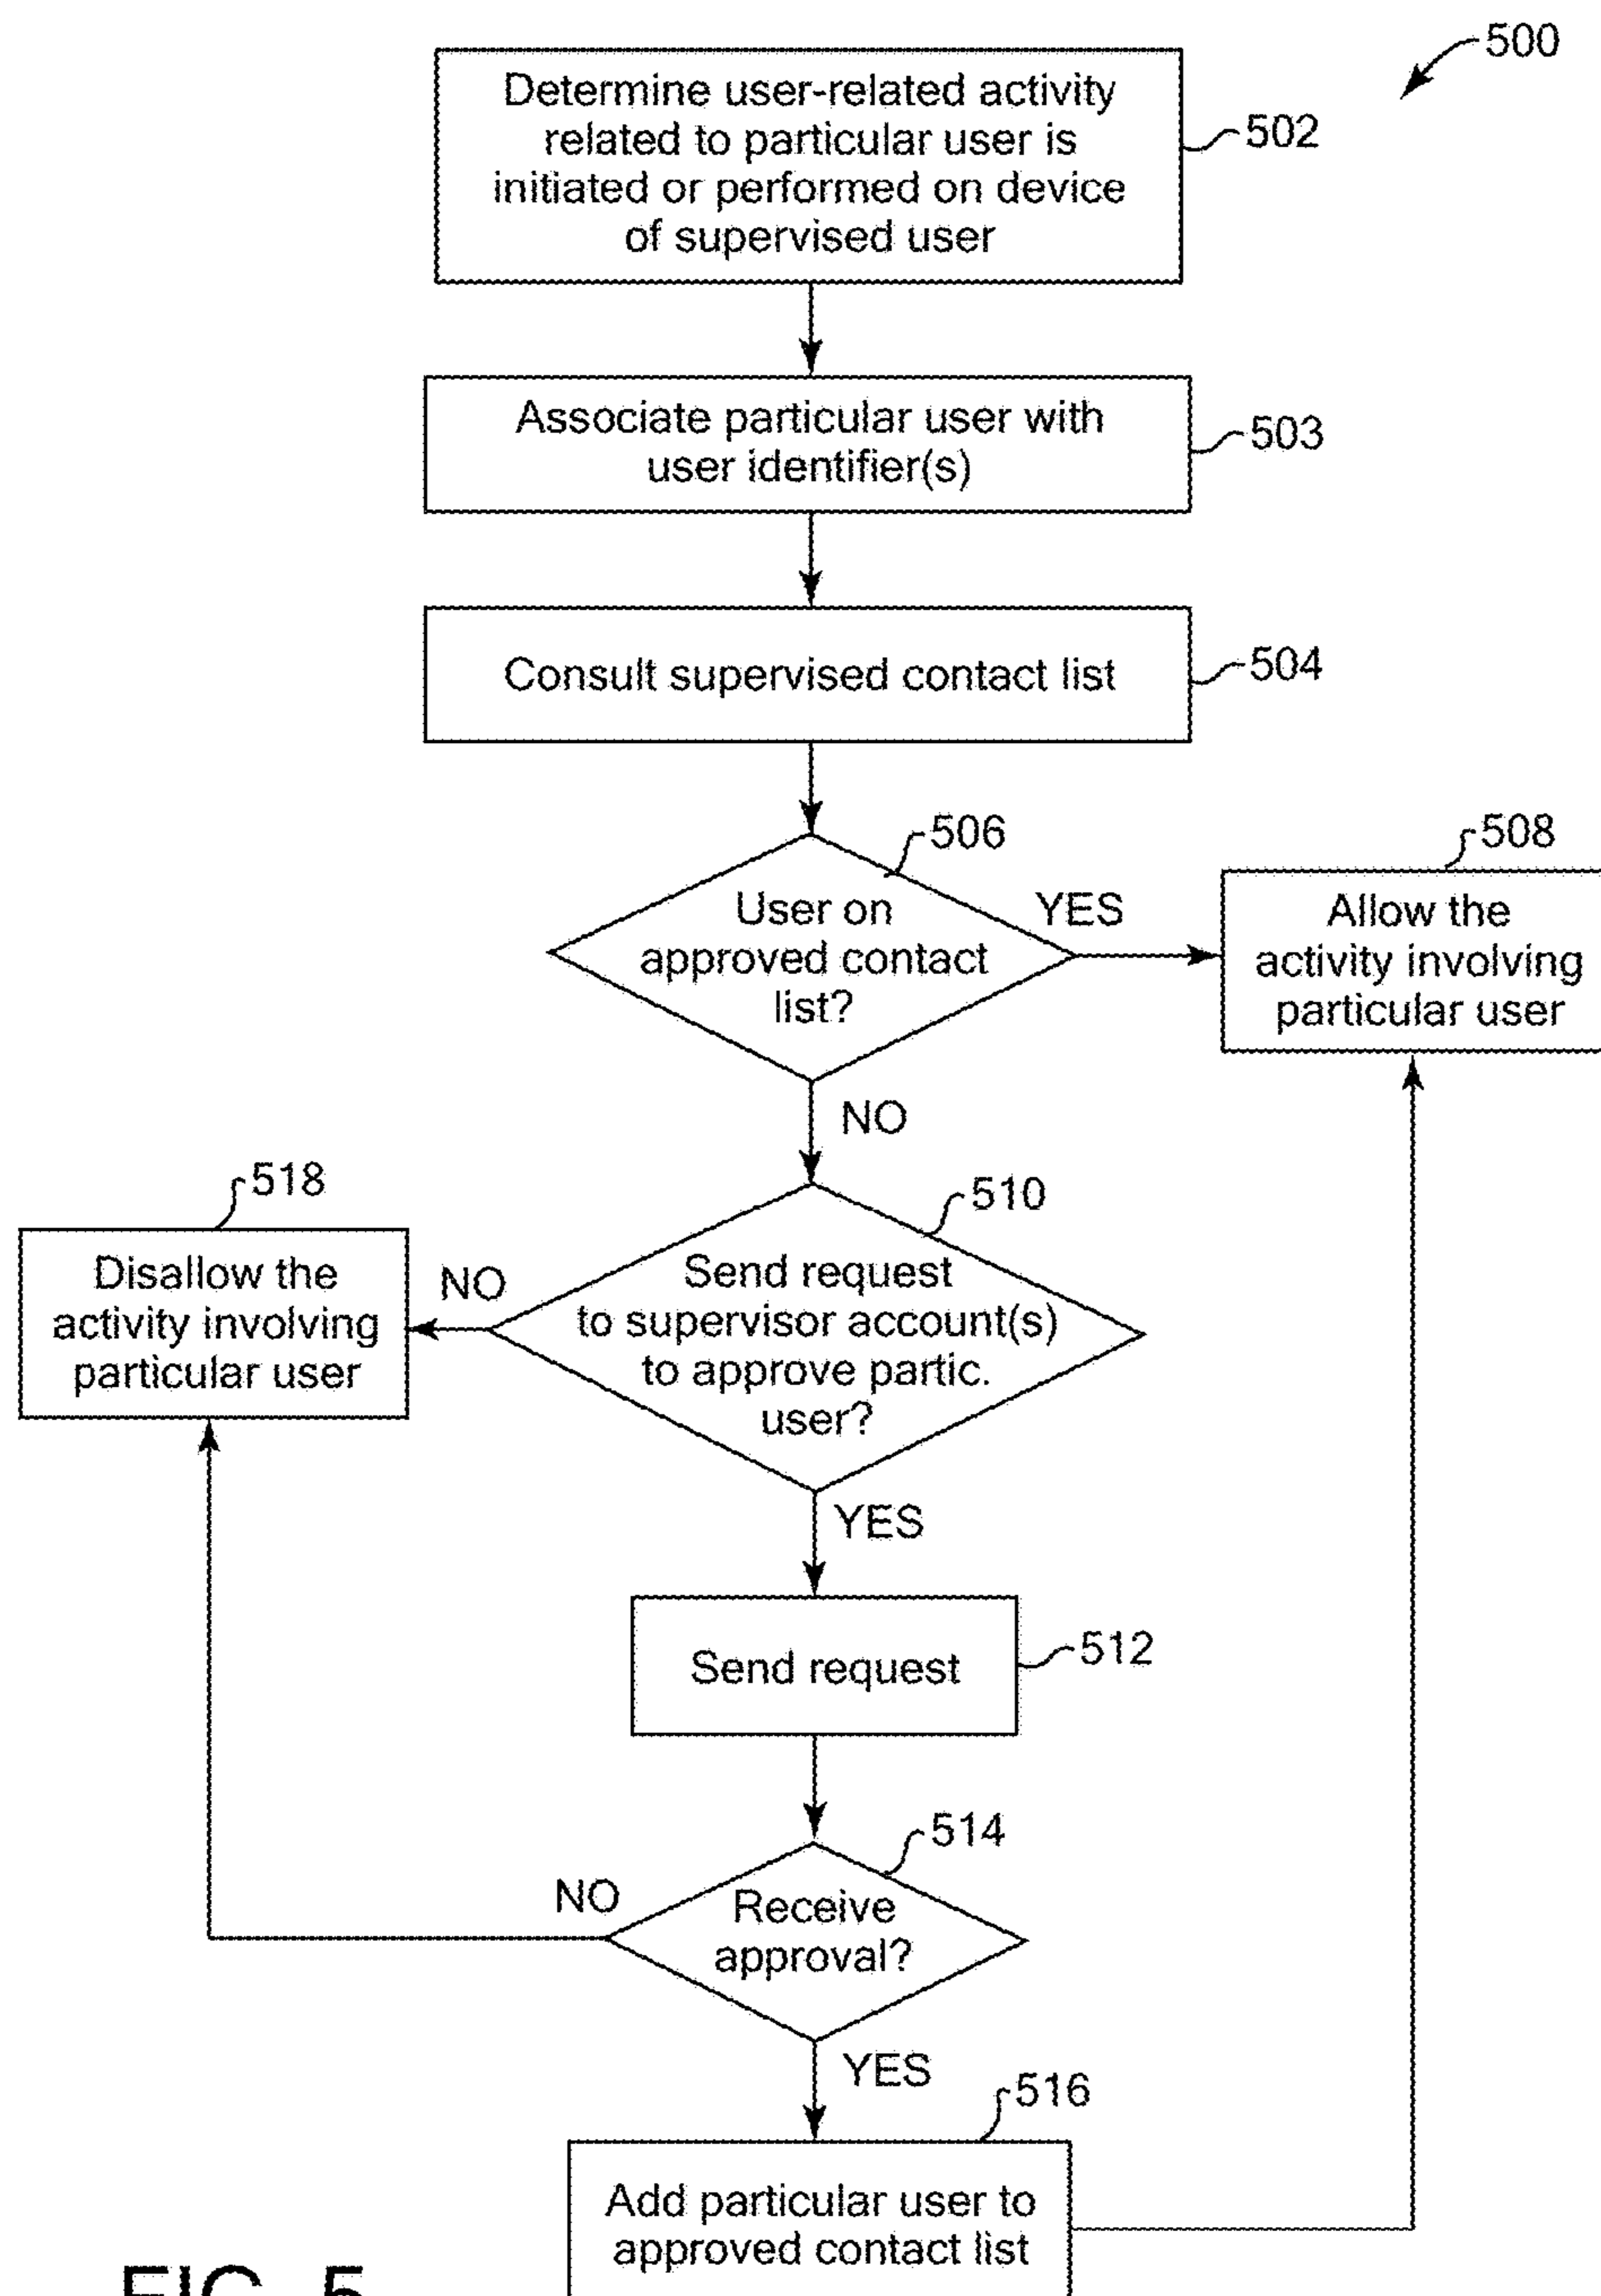 500
Determine user-related activity
related to particular user is
initiated or performed on device
of supervised user
502
Associate particular user with
user identifier(s)
503
Consult supervised contact list
504
506
User on
approved contact
list?
YES
508
Allow the
activity involving
particular user
NO
510
Send request
to supervisor account(s)
to approve partic.
user?
NO
518
Disallow the
activity involving
particular user
YES
Send request
512
514
Receive
approval?
NO
YES
516
Add particular user to
approved contact list
FIG. 5